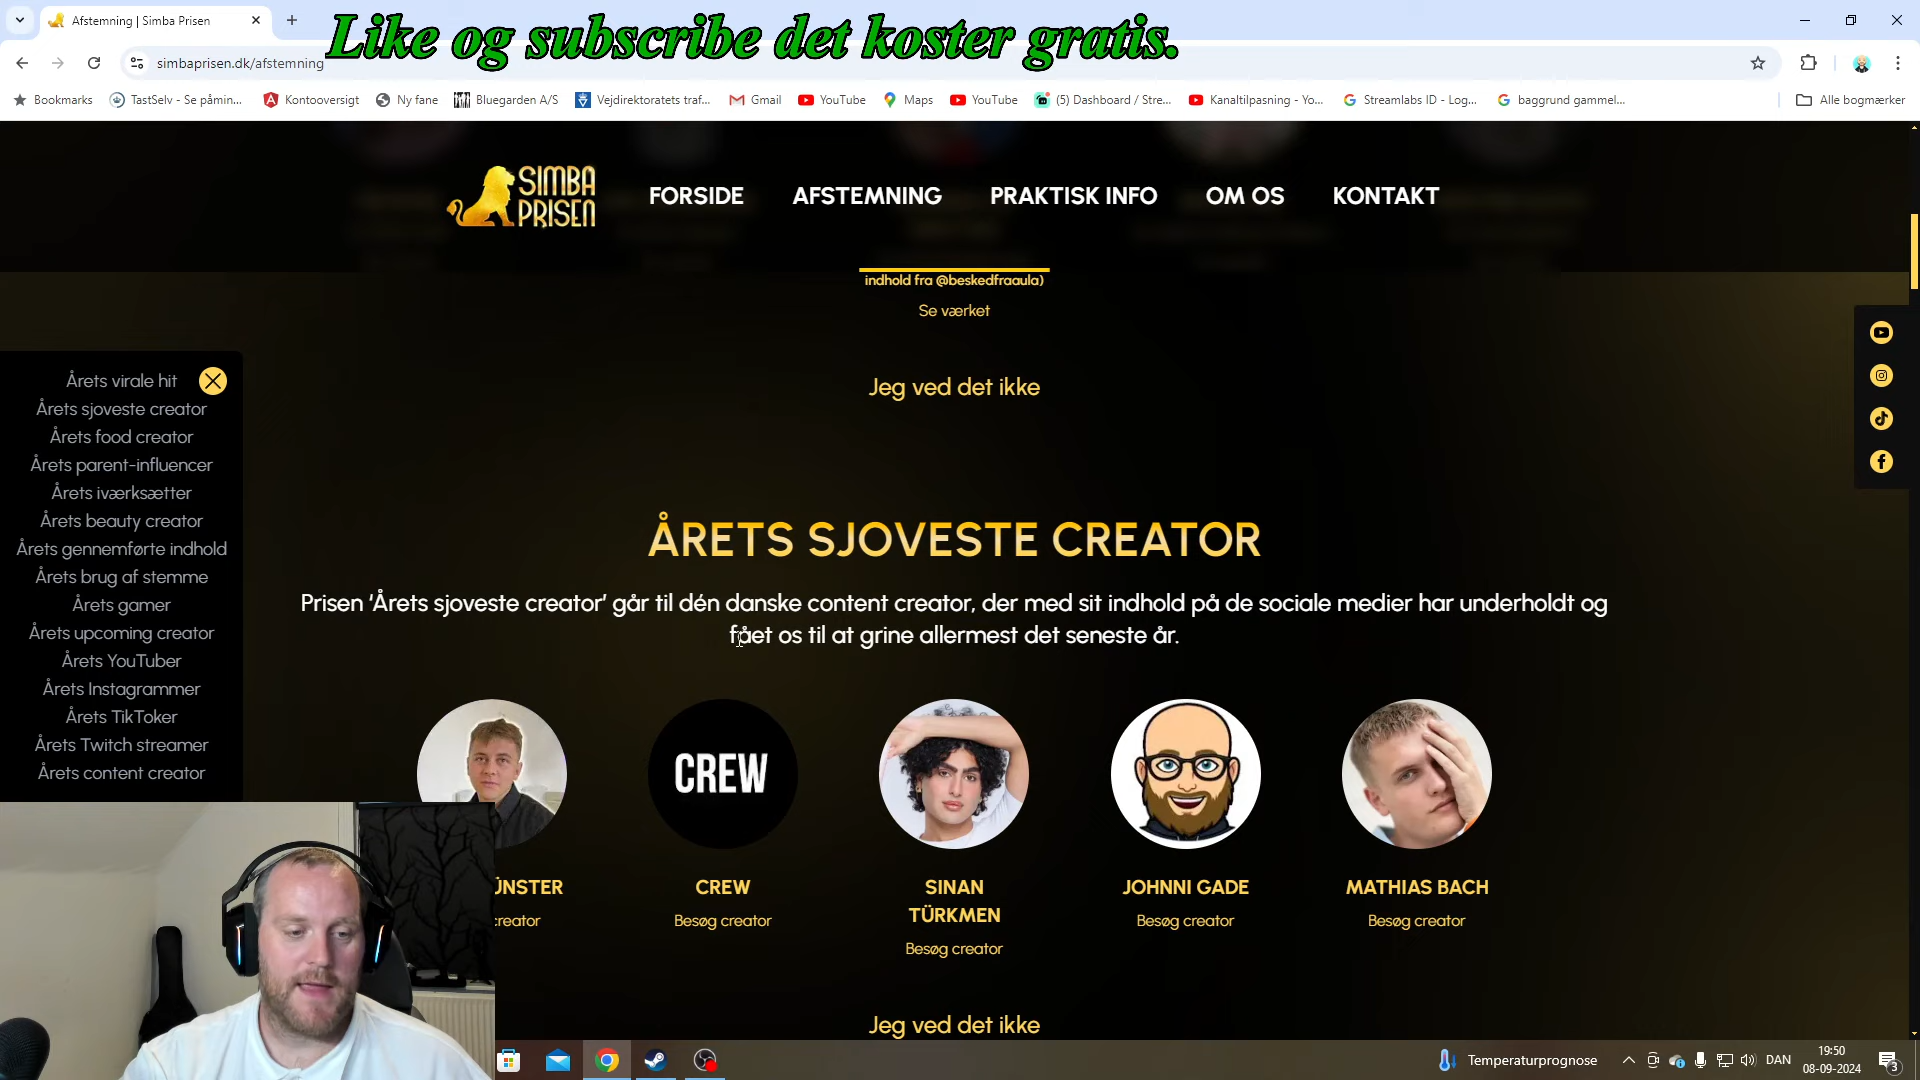 Afstemning | Simba Prisen
Like og subscribe det koster gratis.
simbaprisen.dk/afstemning
Bookmarks
TastSelv - Se påmin...
Kontooversigt
Ny fane
Bluegarden A/S
Vejdirektoratets traf...
Gmail
YouTube
Maps
YouTube
(5) Dashboard / Stre...
Kanaltilpasning - Yo...
Streamlabs ID - Log...
baggrund gammel...
Alle bogmærker
SIMBA
PRISEN
FORSIDE
AFSTEMNING
PRAKTISK INFO
OM OS
KONTAKT
indhold fra @beskedfraaula)
Se værket
Jeg ved det ikke
Årets virale hit
Årets sjoveste creator
Årets food creator
Årets parent-influencer
Årets iværksætter
Årets beauty creator
Årets gennemførte indhold
Årets brug af stemme
Årets gamer
Årets upcoming creator
Årets YouTuber
Årets Instagrammer
Årets TikToker
Årets Twitch streamer
Årets content creator
ÅRETS SJOVESTE CREATOR
Prisen ‘Årets sjoveste creator’ går til dén danske content creator, der med sit indhold på de sociale medier har underholdt og
fået os til at grine allermest det seneste år.
CREW
ÜNSTER
creator
CREW
Besøg creator
SINAN
TÜRKMEN
Besøg creator
JOHNNI GADE
Besøg creator
MATHIAS BACH
Besøg creator
Jeg ved det ikke
Temperaturprognose
DAN
19:50
08-09-2024
3